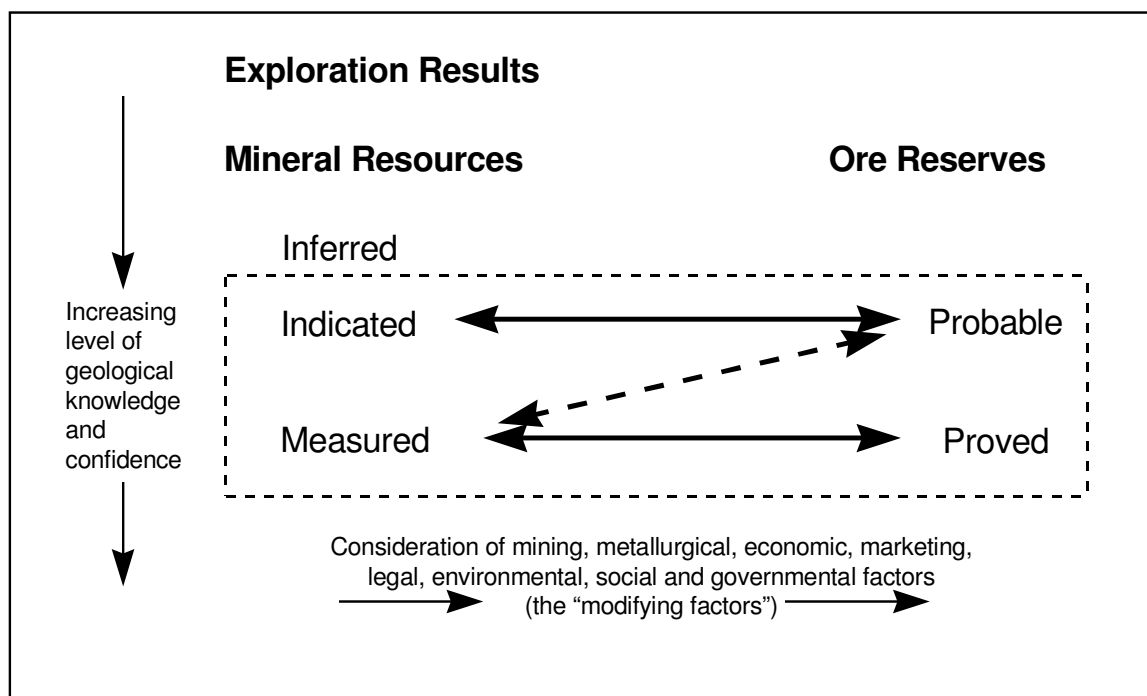 Exploration Results
Mineral Resources
Ore Reserves
Inferred
Indicated
Probable
Measured
Proved
Increasing
level of
geological
knowledge
and
confidence
Consideration of mining, metallurgical, economic, marketing,
legal, environmental, social and governmental factors
(the “modifying factors”)